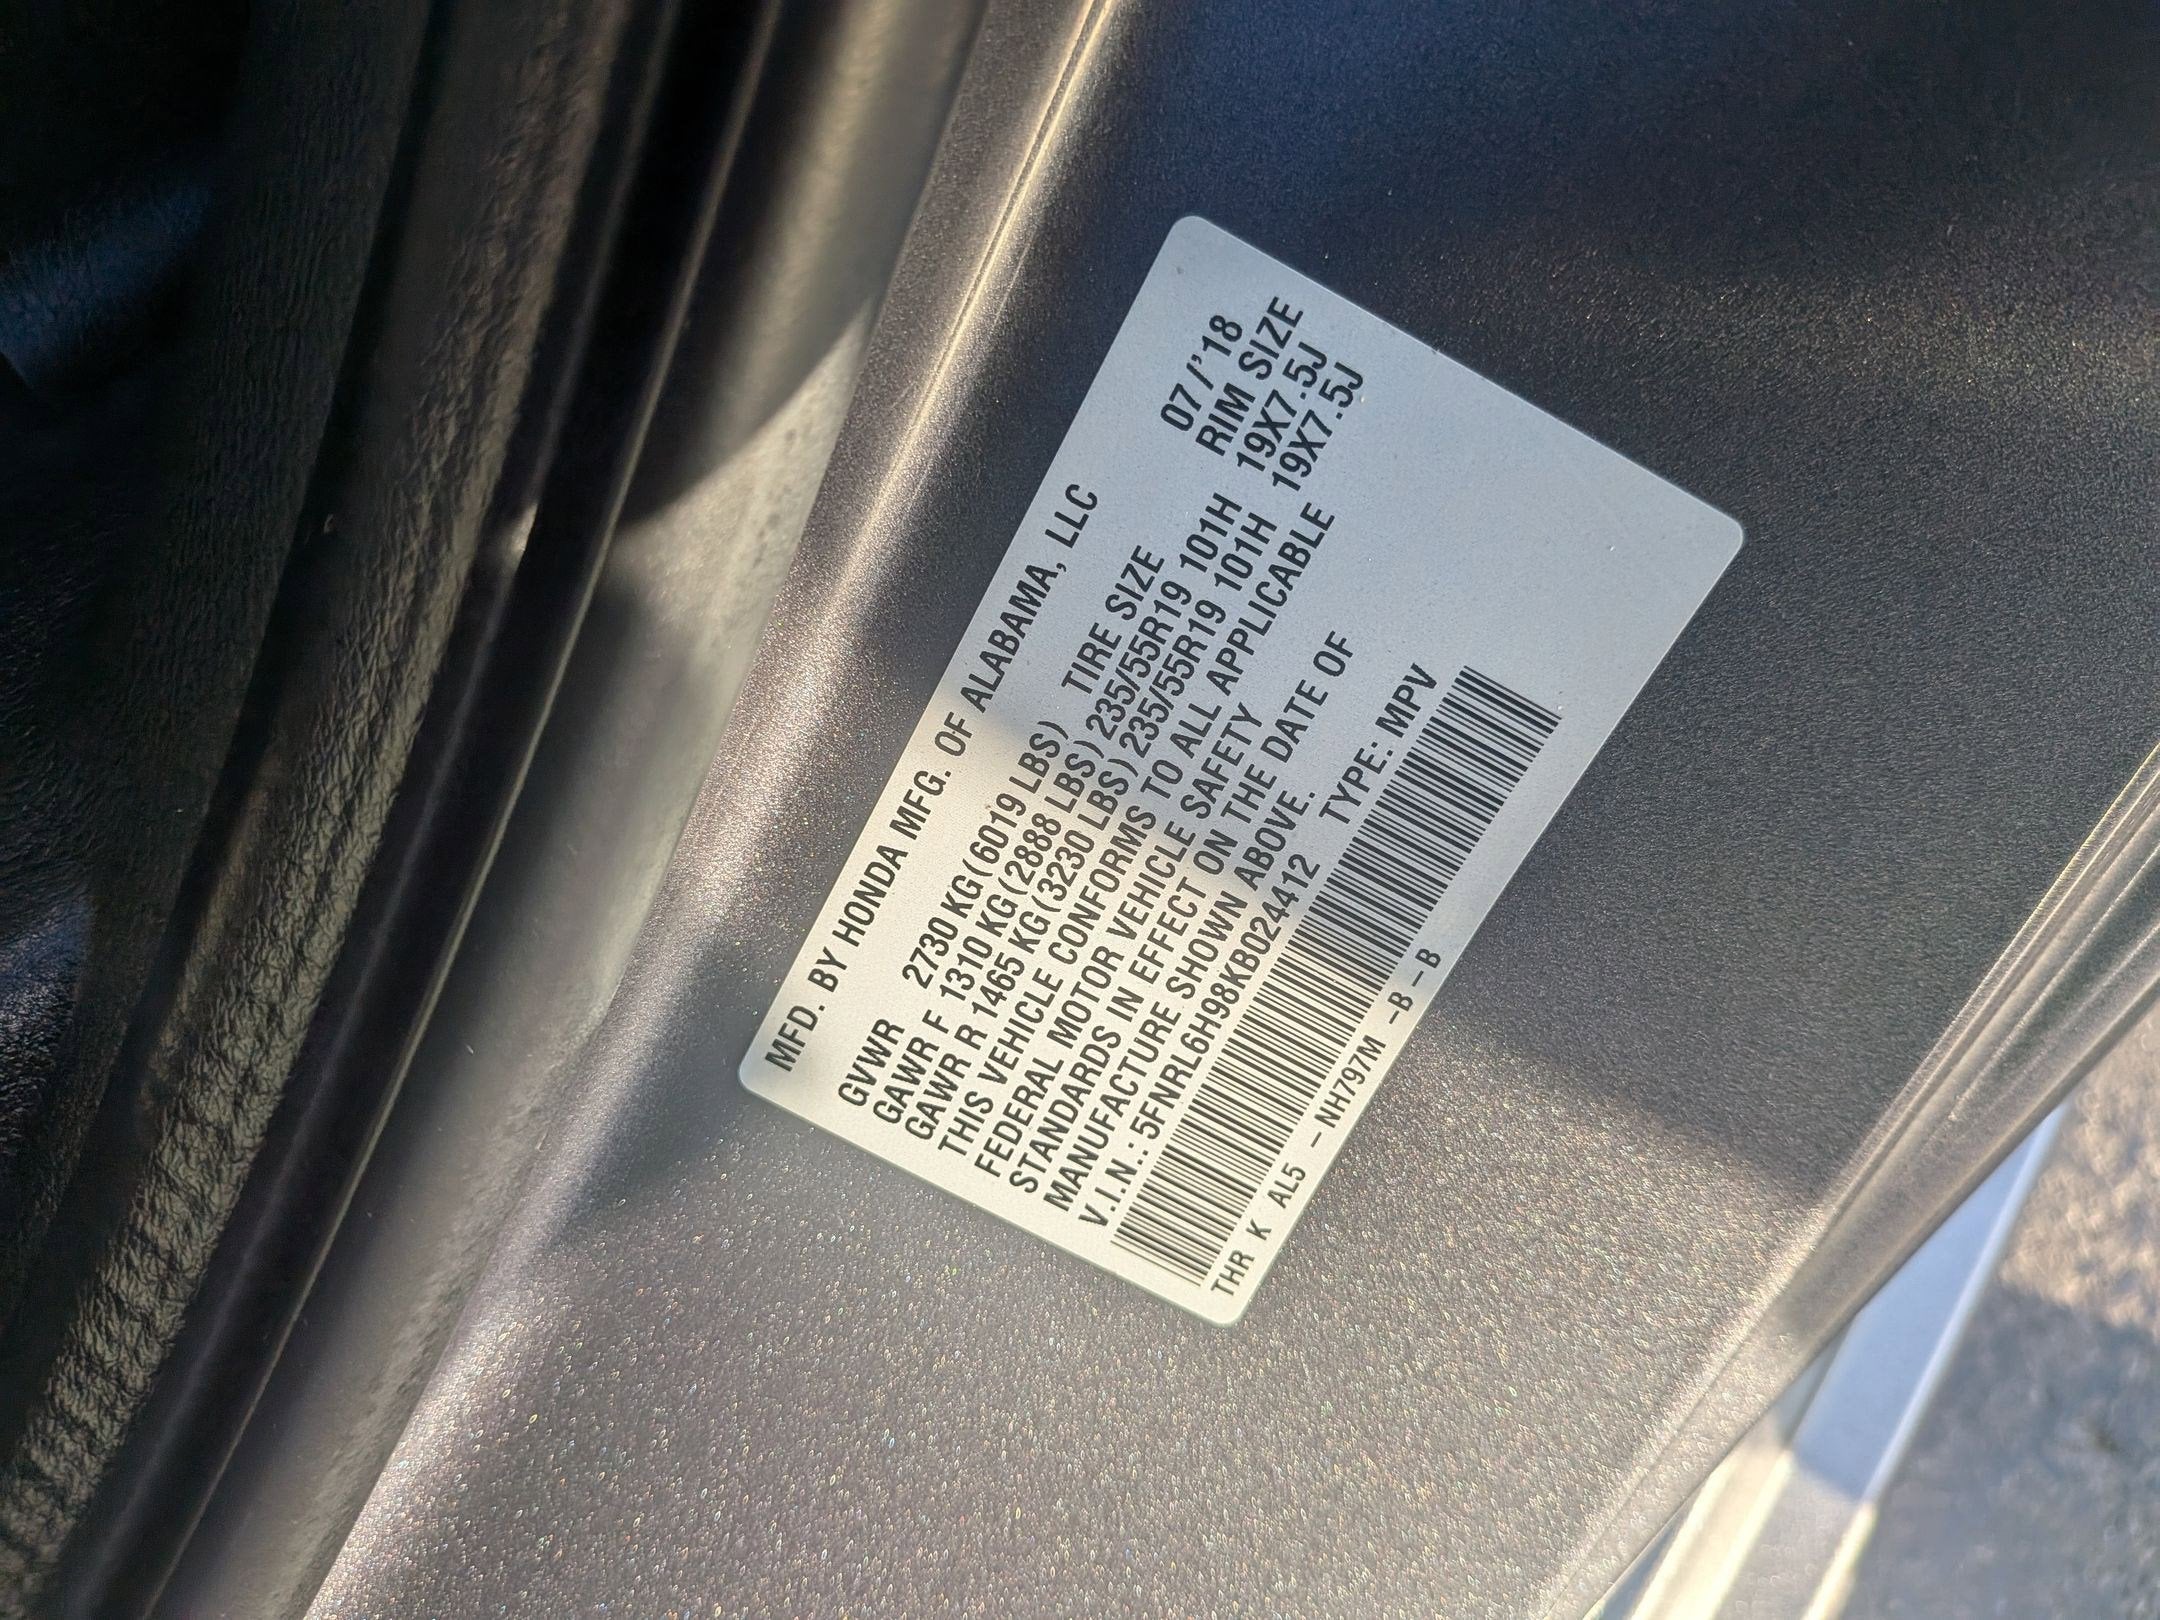 MFD. BY HONDA MFG. OF ALABAMA, LLC 07/'18
GVWR 2730 KG(6019 LBS) TIRE SIZE RIM SIZE
GAWR F 1310 KG(2888 LBS) 235/55R19 101H 19X7.5J
GAWR R 1465 KG(3230 LBS) 235/55R19 101H 19X7.5J
THIS VEHICLE CONFORMS TO ALL APPLICABLE
FEDERAL MOTOR VEHICLE SAFETY
STANDARDS IN EFFECT ON THE DATE OF
MANUFACTURE SHOWN ABOVE.
V.I.N.: 5FNRL6H98KB024412 TYPE: MPV
THR K AL5 – NH797M –B–B